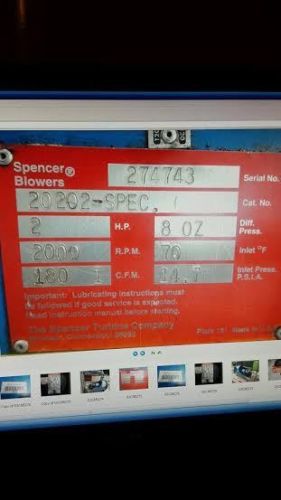 Spencer®
Blowers
274743 Serial No.
20202-SPEC. Cat. No.
2 H.P. 8 OZ Diff. Press.
2000 R.P.M. 70 Inlet °F
180 C.F.M. 14.7 Inlet Press. P.S.I.A.
Important: Lubricating instructions must
be followed if good service is expected.
Read instruction manual before starting.
The Spencer Turbine Company
Windsor, Connecticut